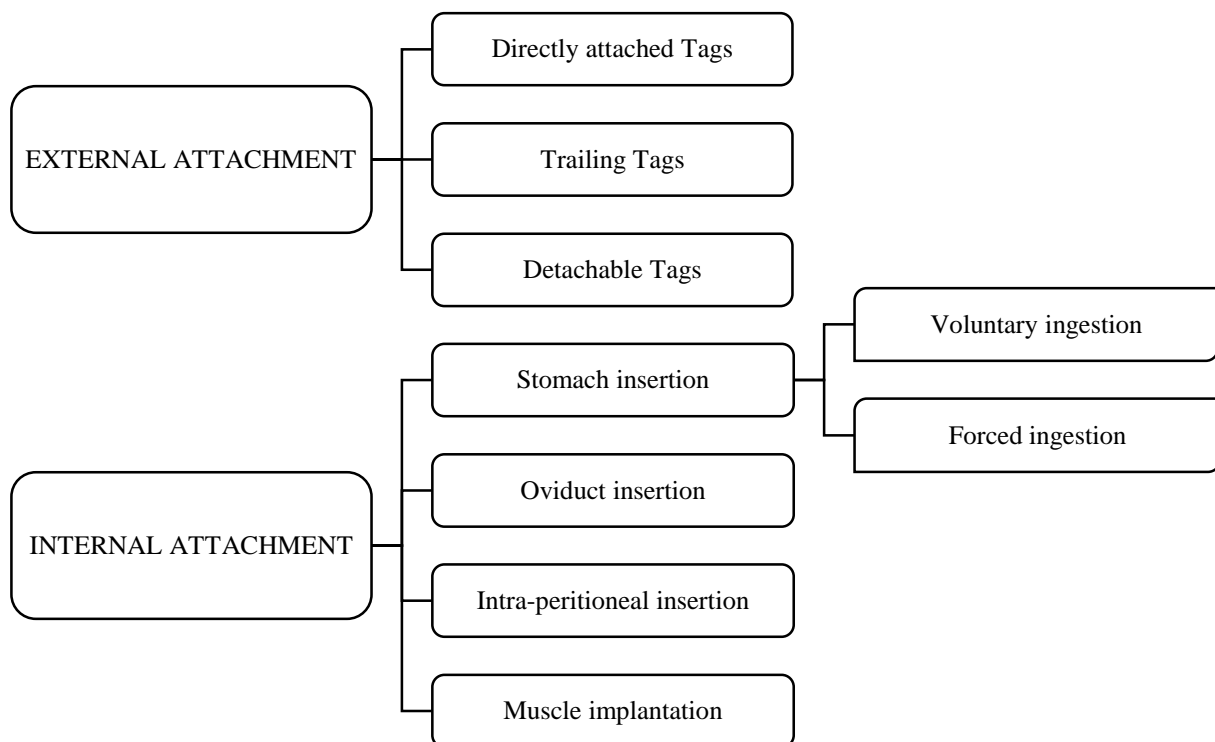 EXTERNAL ATTACHMENT
Directly attached Tags
Trailing Tags
Detachable Tags
INTERNAL ATTACHMENT
Stomach insertion
Voluntary ingestion
Forced ingestion
Oviduct insertion
Intra-peritioneal insertion
Muscle implantation